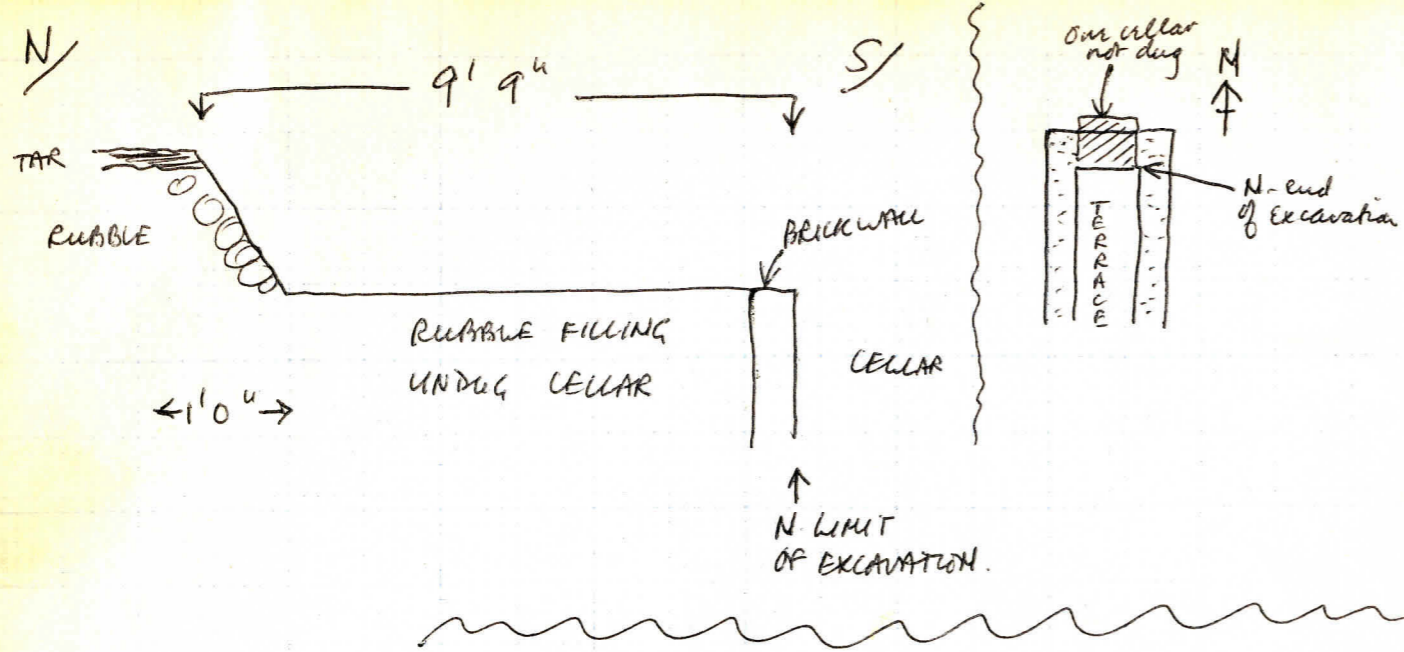 N/
9' 9"
S/
TAR
RUBBLE
BRICKWALL
RUBBLE FILLING
UNDUG CELLAR
CELLAR
1'0"
N. LIMIT
OF EXCAVATION.
One cellar
not dug
N
N-end
of Excavation
TERRACE